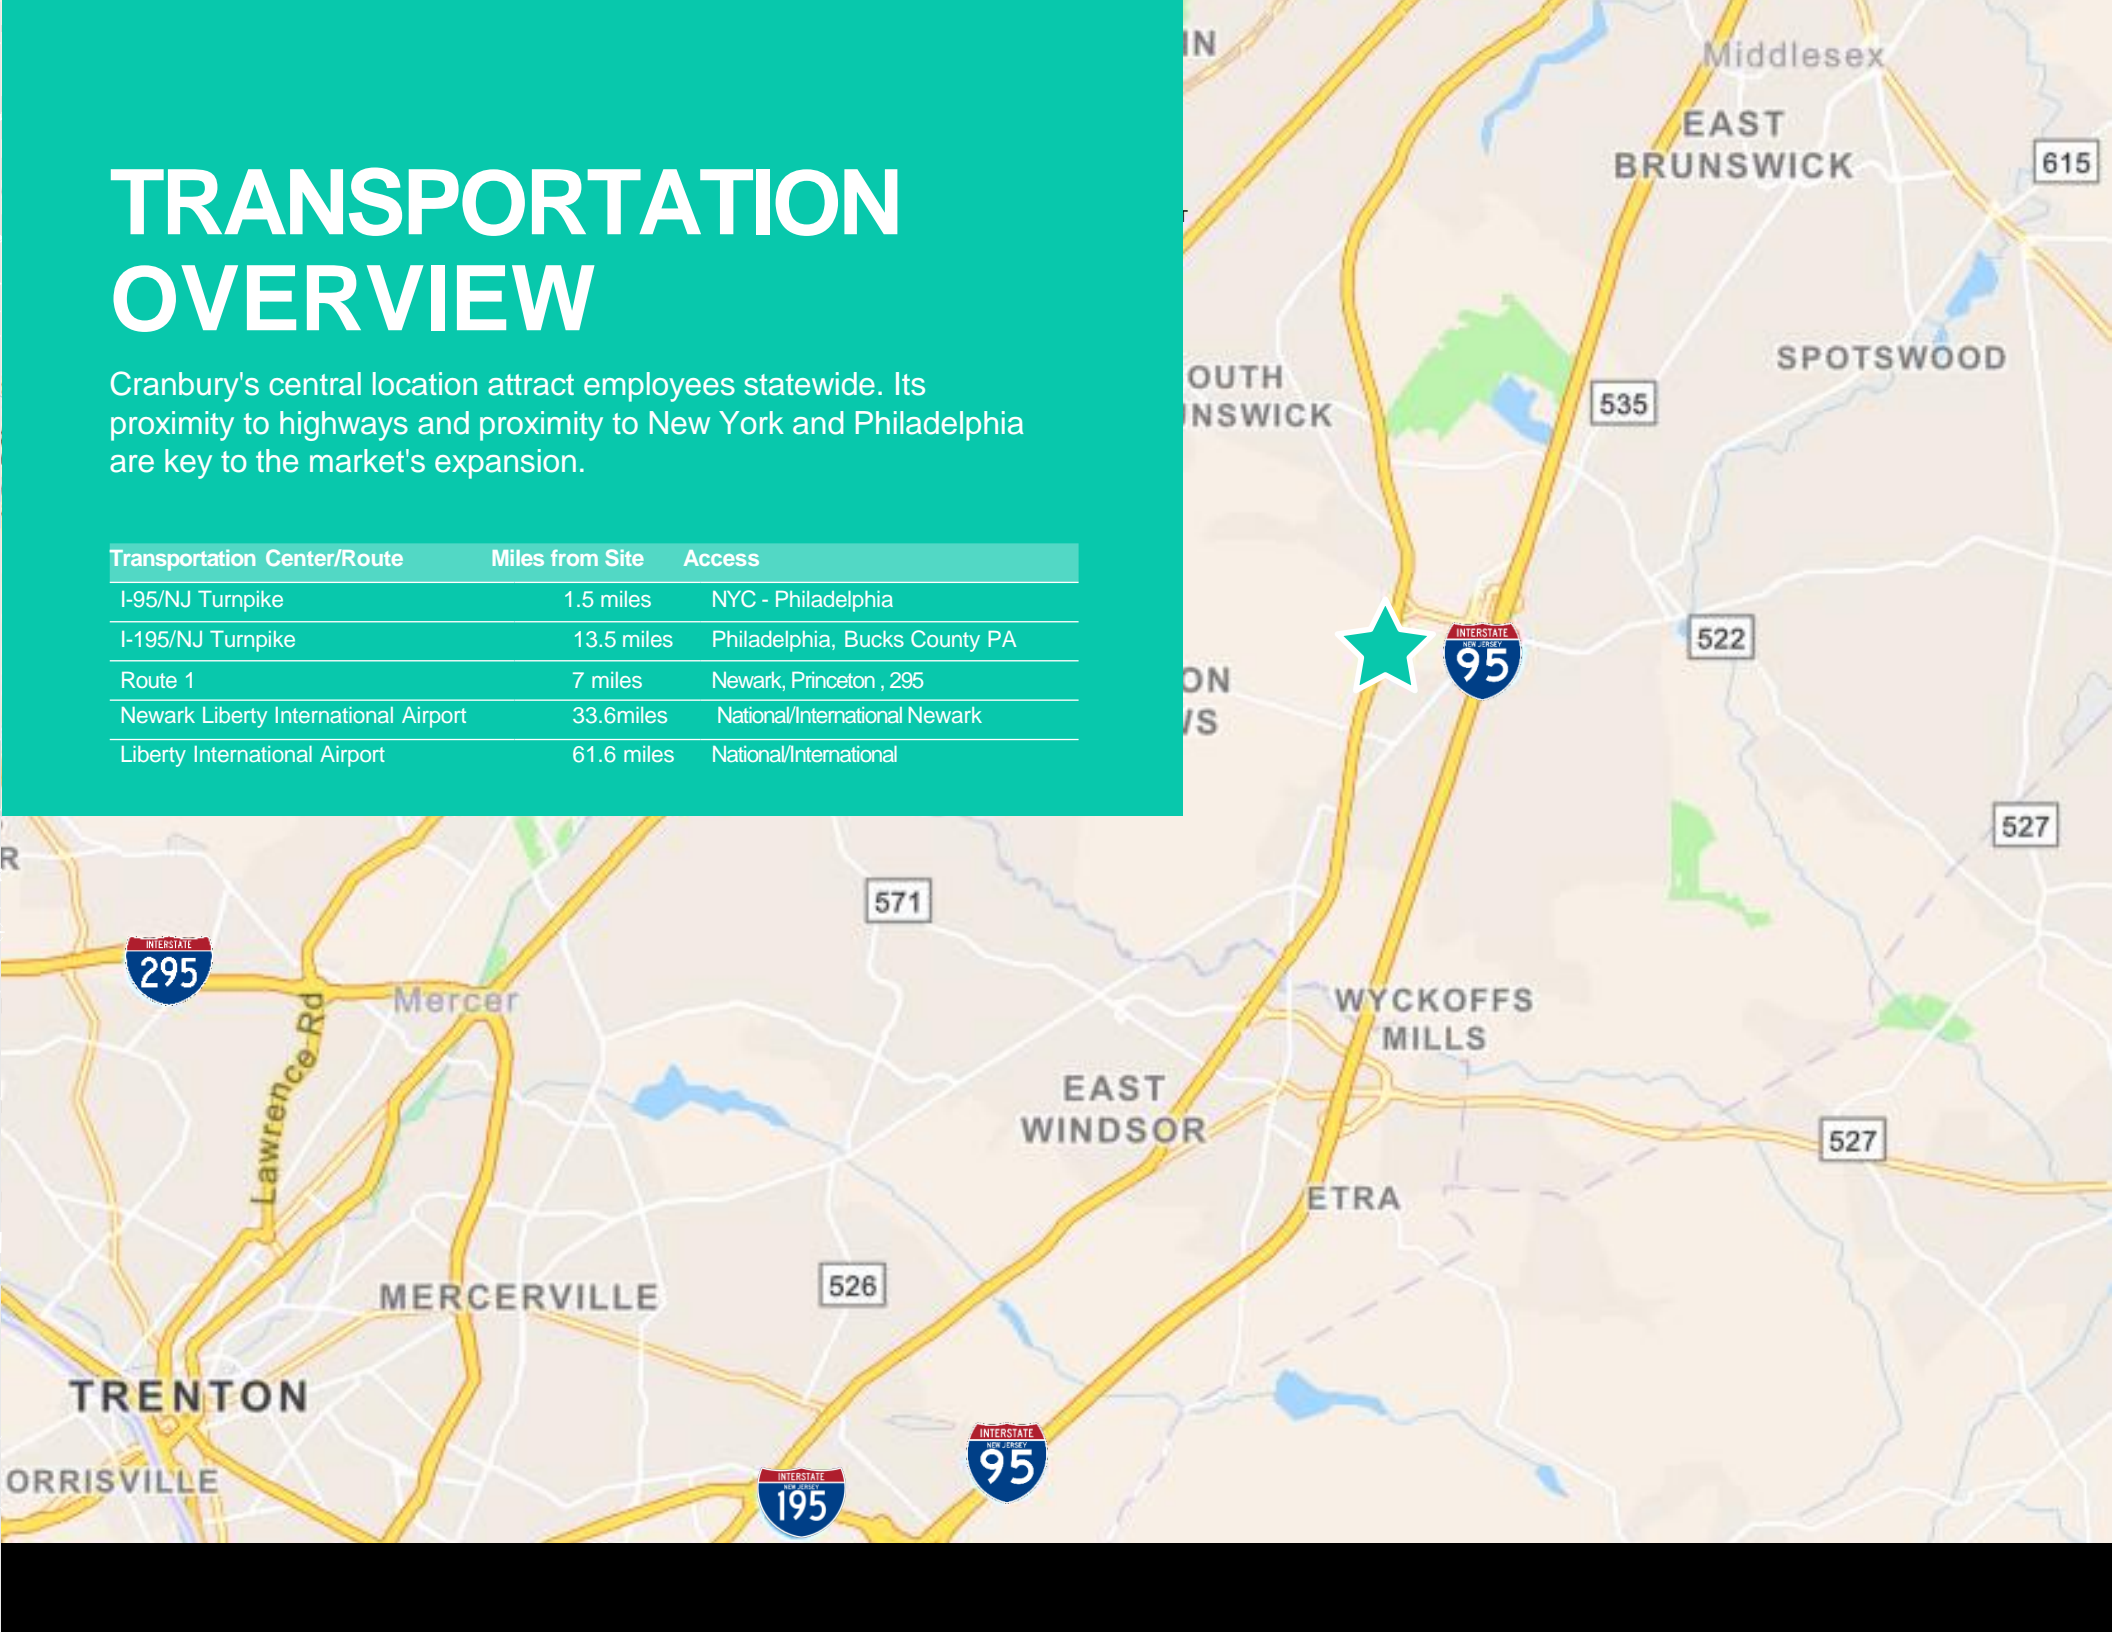 TRANSPORTATION
OVERVIEW
Cranbury's central location attract employees statewide. Its
proximity to highways and proximity to New York and Philadelphia
are key to the market's expansion.
Transportation Center/Route Miles from Site Access
I-95/NJ Turnpike 1.5 miles NYC - Philadelphia
I-195/NJ Turnpike 13.5 miles Philadelphia, Bucks County PA
Route 1 7 miles Newark, Princeton , 295
Newark Liberty International Airport 33.6miles National/International Newark
Liberty International Airport 61.6 miles National/International
IN
Middlesex
EAST
BRUNSWICK
615
T
SPOTSWOOD
OUTH
NSWICK
535
522
INTERSTATE
NEW JERSEY
95
ON
WS
527
R
571
INTERSTATE
295
Mercer
Lawrence Rd
WYCKOFFS
MILLS
EAST
WINDSOR
527
ETRA
MERCERVILLE
526
TRENTON
ORRISVILLE
INTERSTATE
NEW JERSEY
95
INTERSTATE
NEW JERSEY
195